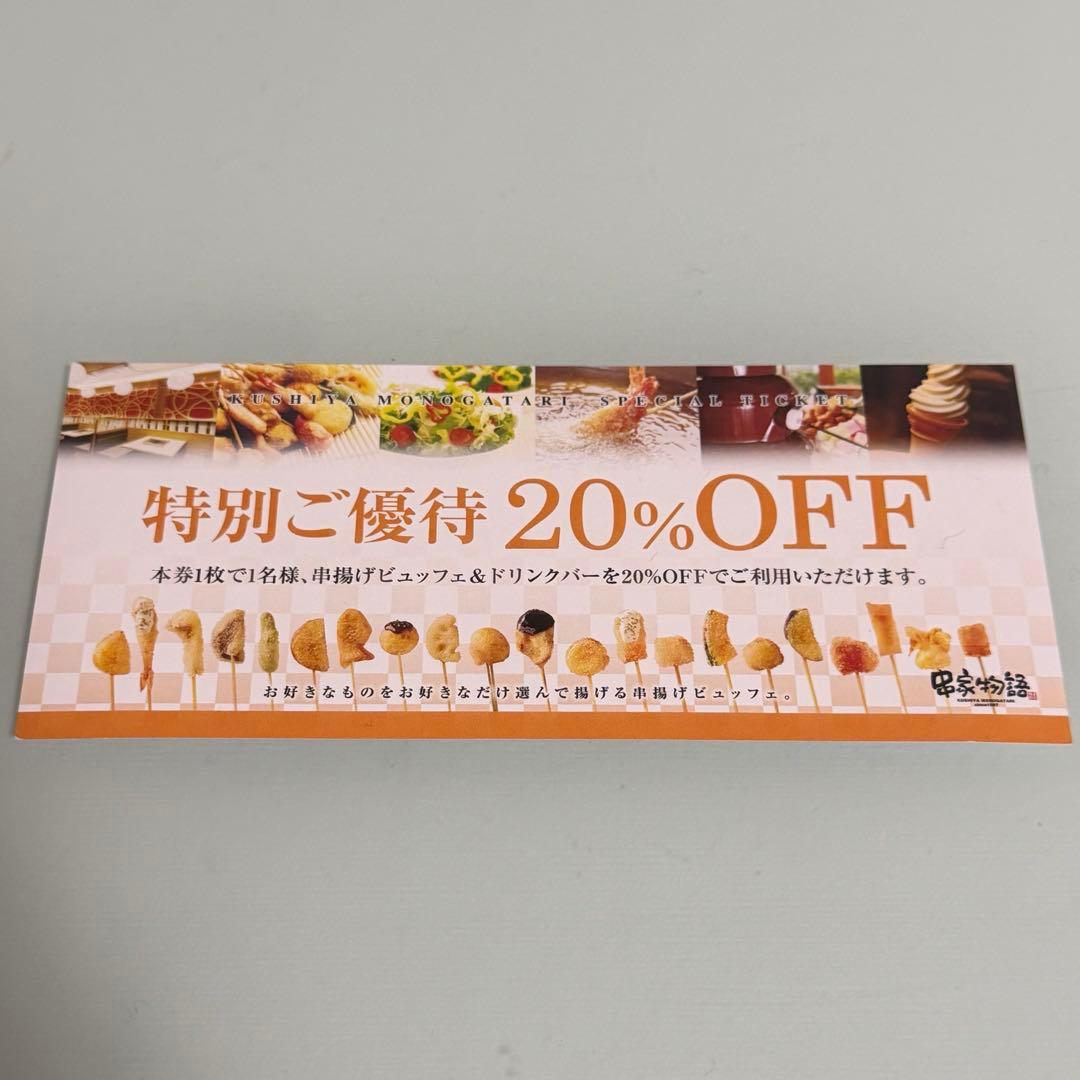 KUSHIYA MONOGATARI SPECIAL TICKET
特別ご優待 20%OFF
本券1枚で1名様、串揚げビュッフェ&ドリンクバーを20%OFFでご利用いただけます。
お好きなものをお好きなだけ選んで揚げる串揚げビュッフェ。
串家物語
KUSHIYA MONOGATARI